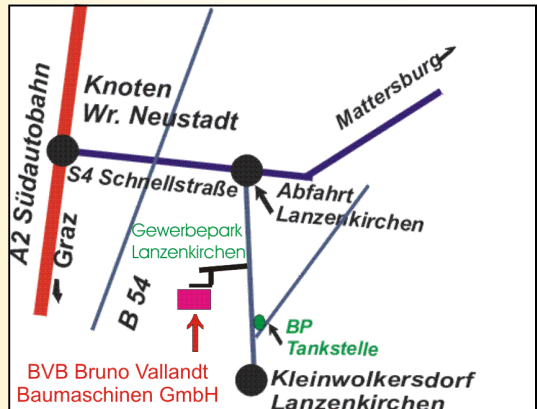 Knoten
Wr. Neustadt
Mattersburg
A2 Südautobahn
Graz
S4 Schnellstraße
Abfahrt
Lanzenkirchen
Gewerbepark
Lanzenkirchen
B 54
BP
Tankstelle
BVB Bruno Vallandt
Baumaschinen GmbH
Kleinwolkersdorf
Lanzenkirchen